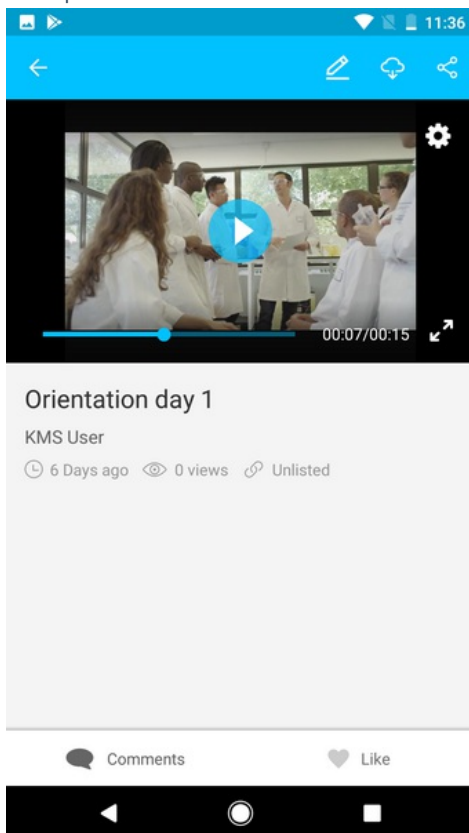 11:36
00:07/00:15
Orientation day 1
KMS User
6 Days ago 0 views Unlisted
Comments Like